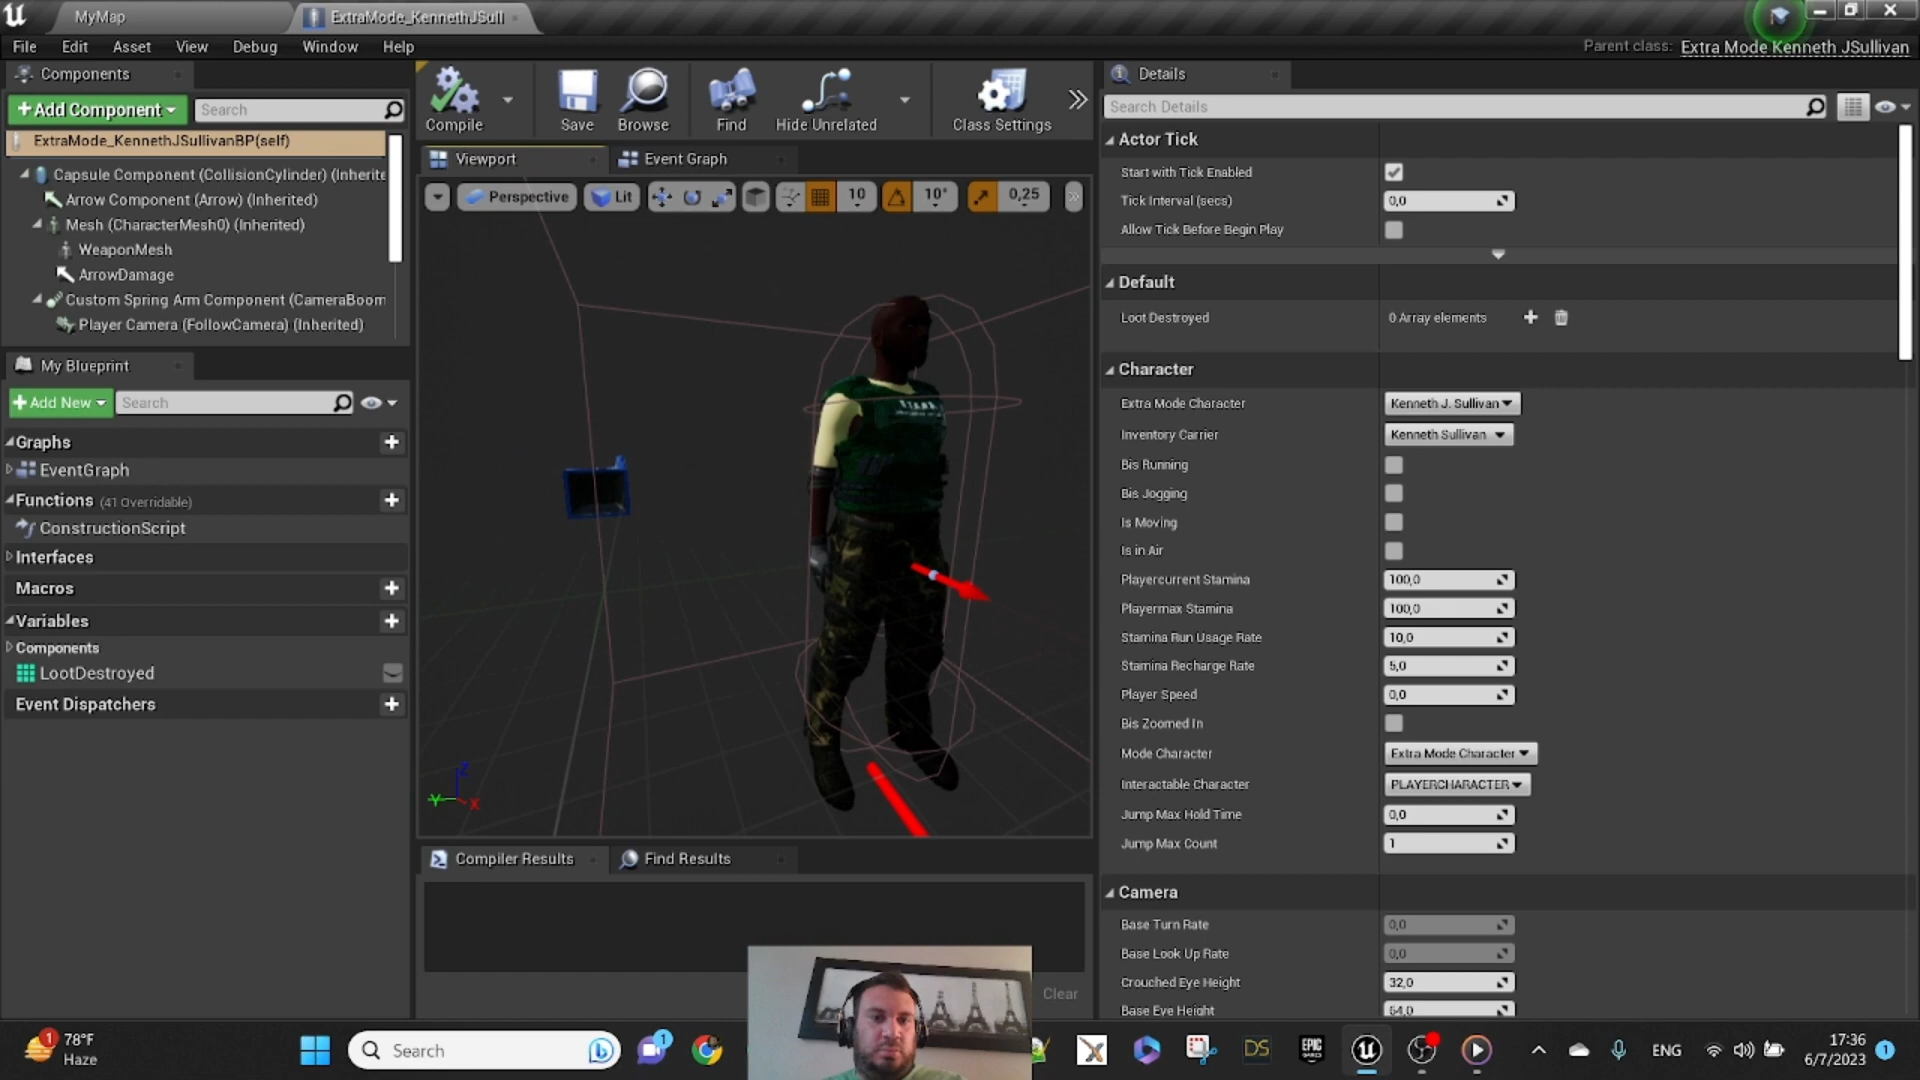 MyMap
ExtraMode_KennethJSull
File Edit Asset View Debug Window Help
Parent class: Extra Mode Kenneth JSullivan
Components
+Add Component
Search
ExtraMode_KennethJSullivanBP(self)
Capsule Component (CollisionCylinder) (Inherite
Arrow Component (Arrow) (Inherited)
Mesh (CharacterMesh0) (Inherited)
WeaponMesh
ArrowDamage
Custom Spring Arm Component (CameraBoom
Player Camera (FollowCamera) (Inherited)
My Blueprint
+Add New
Search
Graphs
EventGraph
Functions (41 Overridable)
ConstructionScript
Interfaces
Macros
Variables
Components
LootDestroyed
Event Dispatchers
Compile
Save
Browse
Find
Hide Unrelated
Class Settings
Viewport
Event Graph
Perspective
Lit
10
10°
0,25
Z
Y
X
Compiler Results
Find Results
Clear
Details
Search Details
Actor Tick
Start with Tick Enabled
Tick Interval (secs) 0,0
Allow Tick Before Begin Play
Default
Loot Destroyed 0 Array elements
Character
Extra Mode Character Kenneth J. Sullivan
Inventory Carrier Kenneth Sullivan
Bis Running
Bis Jogging
Is Moving
Is in Air
Playercurrent Stamina 100,0
Playermax Stamina 100,0
Stamina Run Usage Rate 10,0
Stamina Recharge Rate 5,0
Player Speed 0,0
Bis Zoomed In
Mode Character Extra Mode Character
Interactable Character PLAYERCHARACTER
Jump Max Hold Time 0,0
Jump Max Count 1
Camera
Base Turn Rate 0,0
Base Look Up Rate 0,0
Crouched Eye Height 32,0
Base Eye Height 64,0
1
78°F
Haze
Search
1
DS
EPIC
GAMES
ENG
17:36
6/7/2023
1